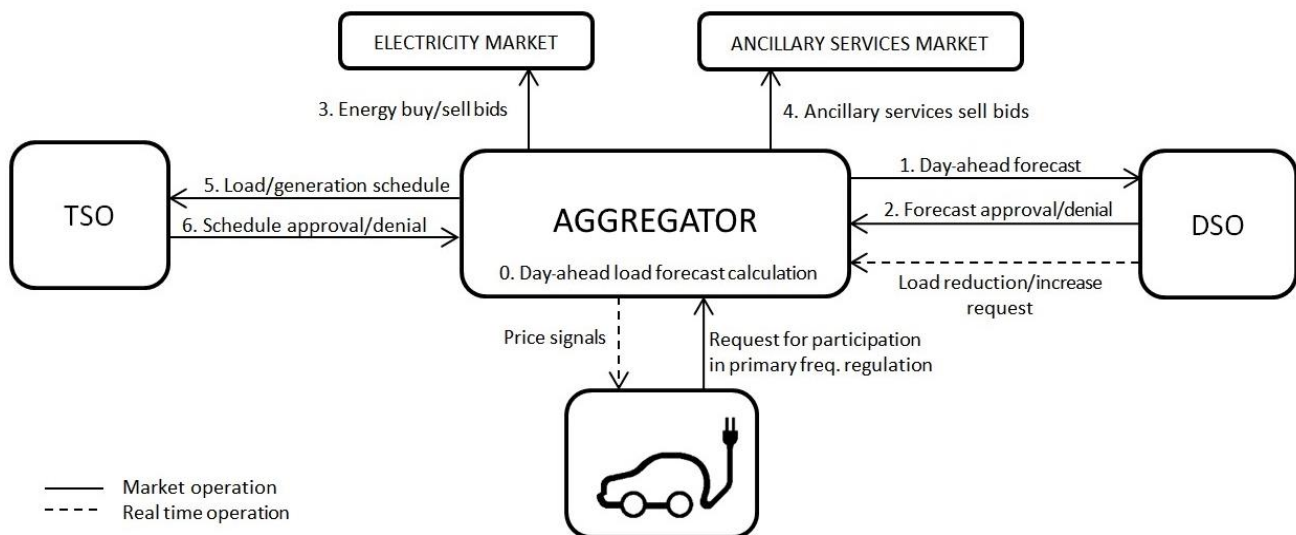 ELECTRICITY MARKET
ANCILLARY SERVICES MARKET
3. Energy buy/sell bids
4. Ancillary services sell bids
TSO
5. Load/generation schedule
6. Schedule approval/denial
AGGREGATOR
0. Day-ahead load forecast calculation
1. Day-ahead forecast
2. Forecast approval/denial
Load reduction/increase
request
DSO
Price signals
Request for participation
in primary freq. regulation
Market operation
Real time operation